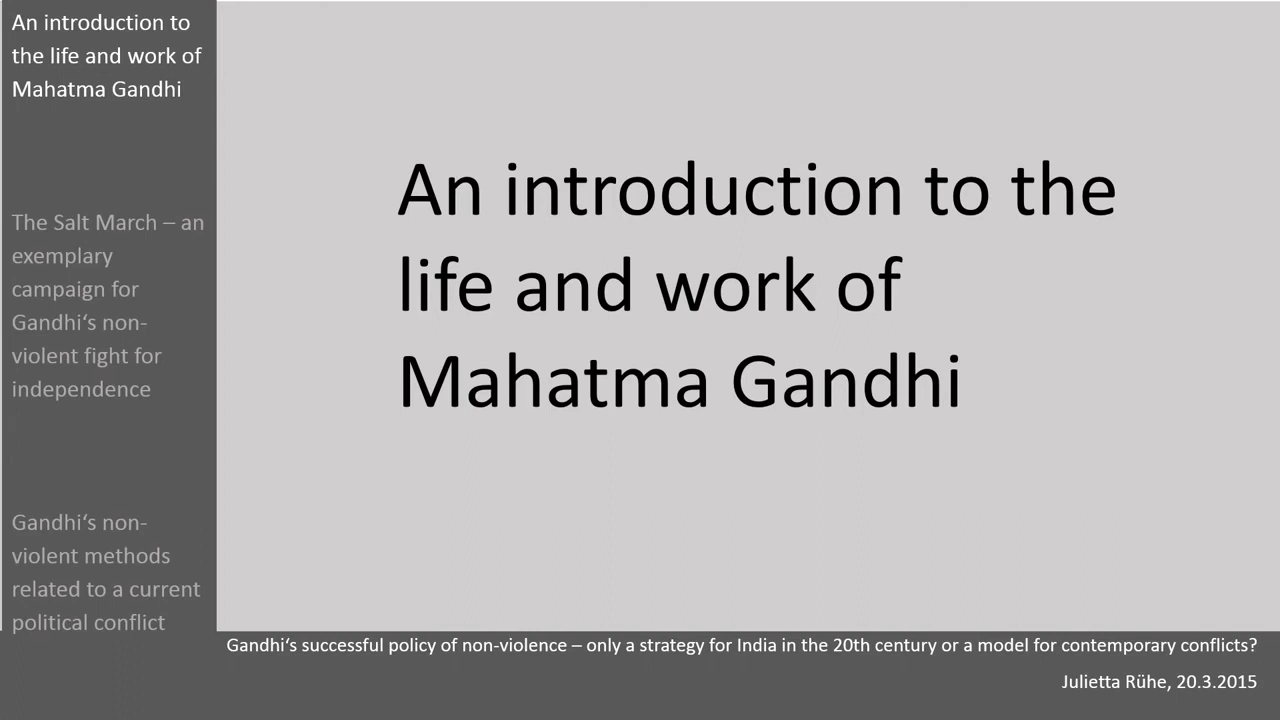 An introduction to
the life and work of
Mahatma Gandhi
The Salt March – an
exemplary
campaign for
Gandhi‘s non-
violent fight for
independence
Gandhi‘s non-
violent methods
related to a current
political conflict
An introduction to the
life and work of
Mahatma Gandhi
Gandhi‘s successful policy of non-violence – only a strategy for India in the 20th century or a model for contemporary conflicts?
Julietta Rühe, 20.3.2015